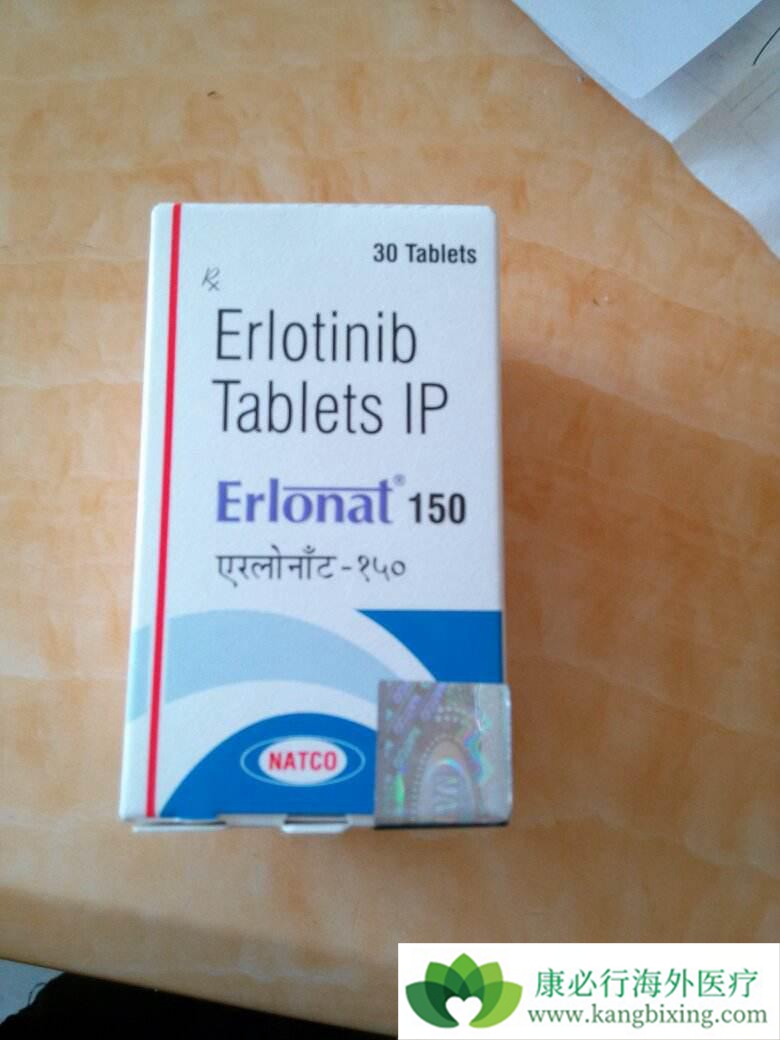 30 Tablets
Rx
Erlotinib
Tablets IP
Erlonat® 150
एरलोनाँट-१५०
NATCO
康必行海外医疗
www.kangbixing.com